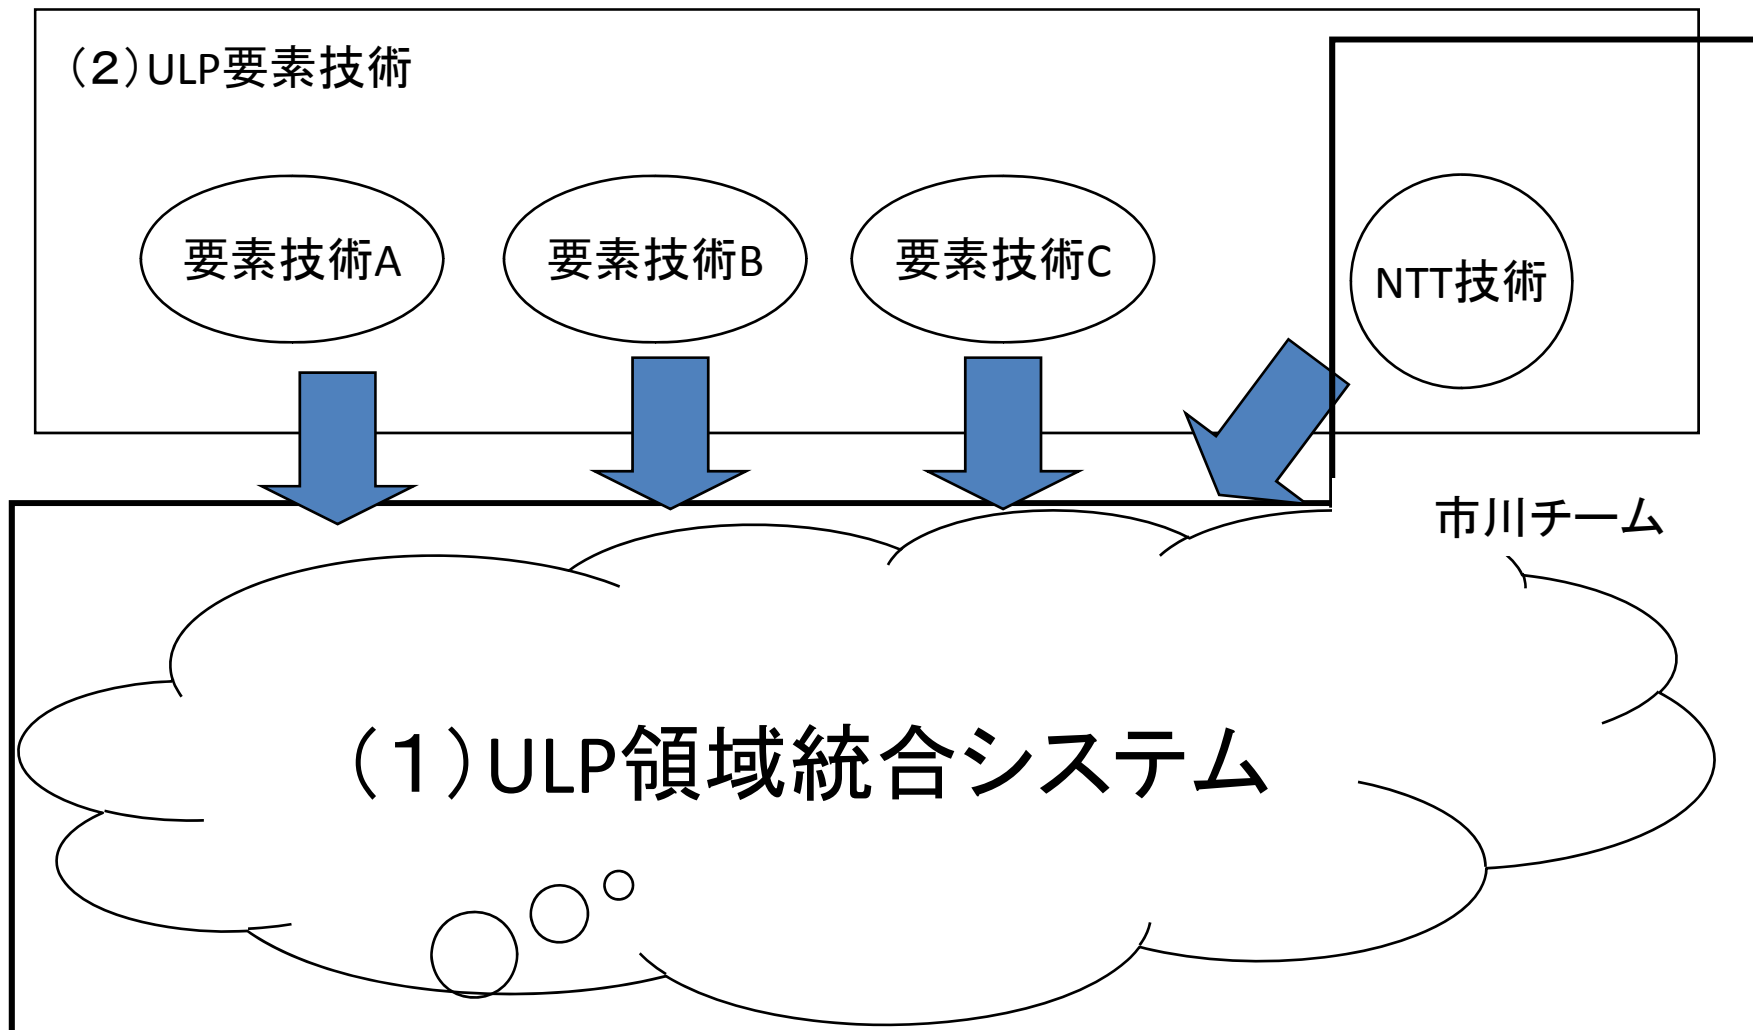 （２）ULP要素技術
要素技術A
要素技術B
要素技術C
NTT技術
市川チーム
（１）ULP領域統合システム